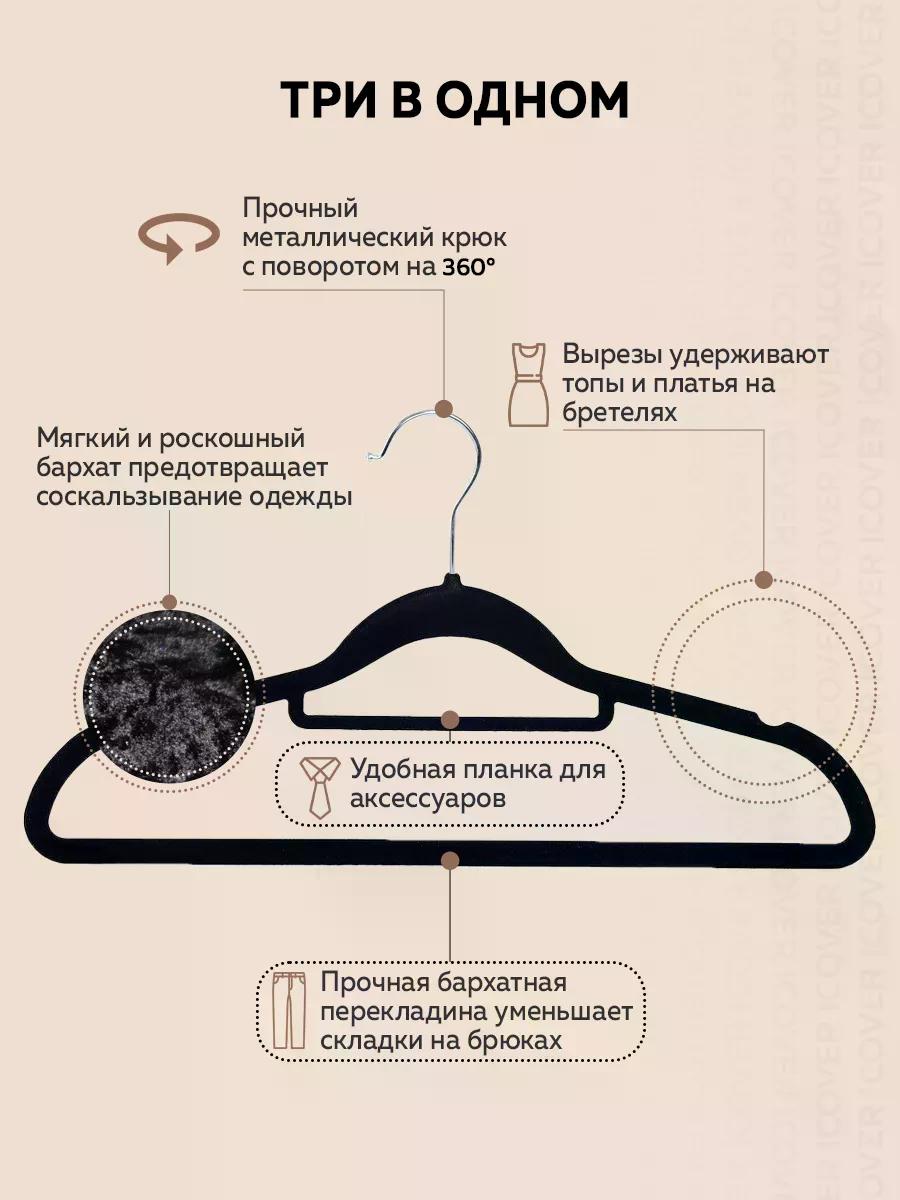 ТРИ В ОДНОМ
Прочный
металлический крюк
с поворотом на 360°
Вырезы удерживают
топы и платья на
бретелях
Мягкий и роскошный
бархат предотвращает
соскальзывание одежды
Удобная планка для
аксессуаров
Прочная бархатная
перекладина уменьшает
складки на брюках
ICOVER ICOVER ICOVER ICOVER ICOVER